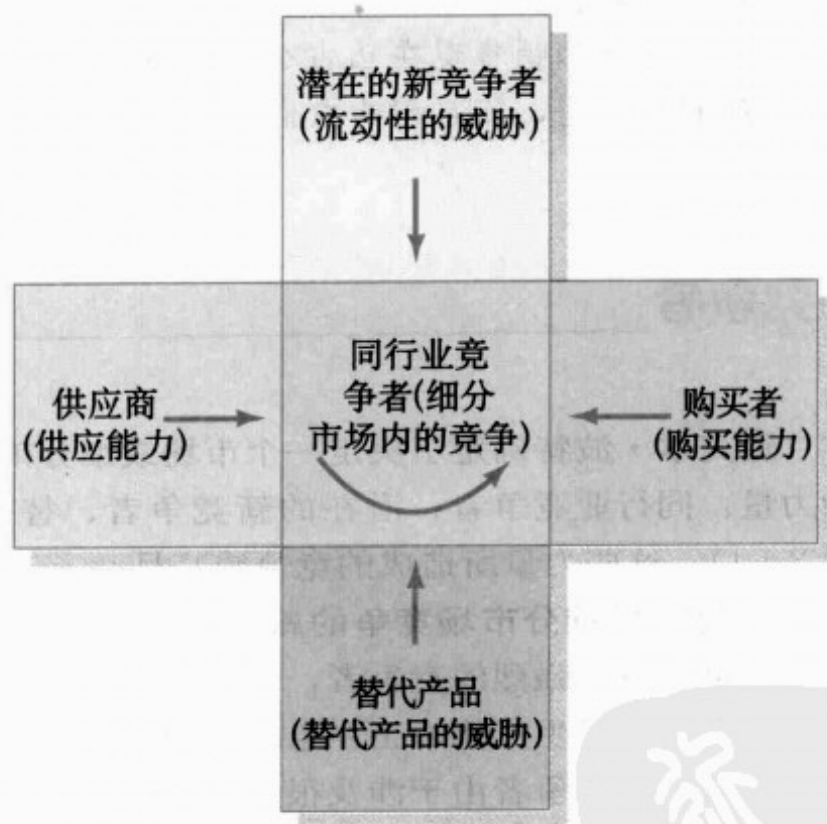 潜在的新竞争者
(流动性的威胁)
同行业竞
争者(细分
市场内的竞争)
供应商
(供应能力)
购买者
(购买能力)
替代产品
(替代产品的威胁)